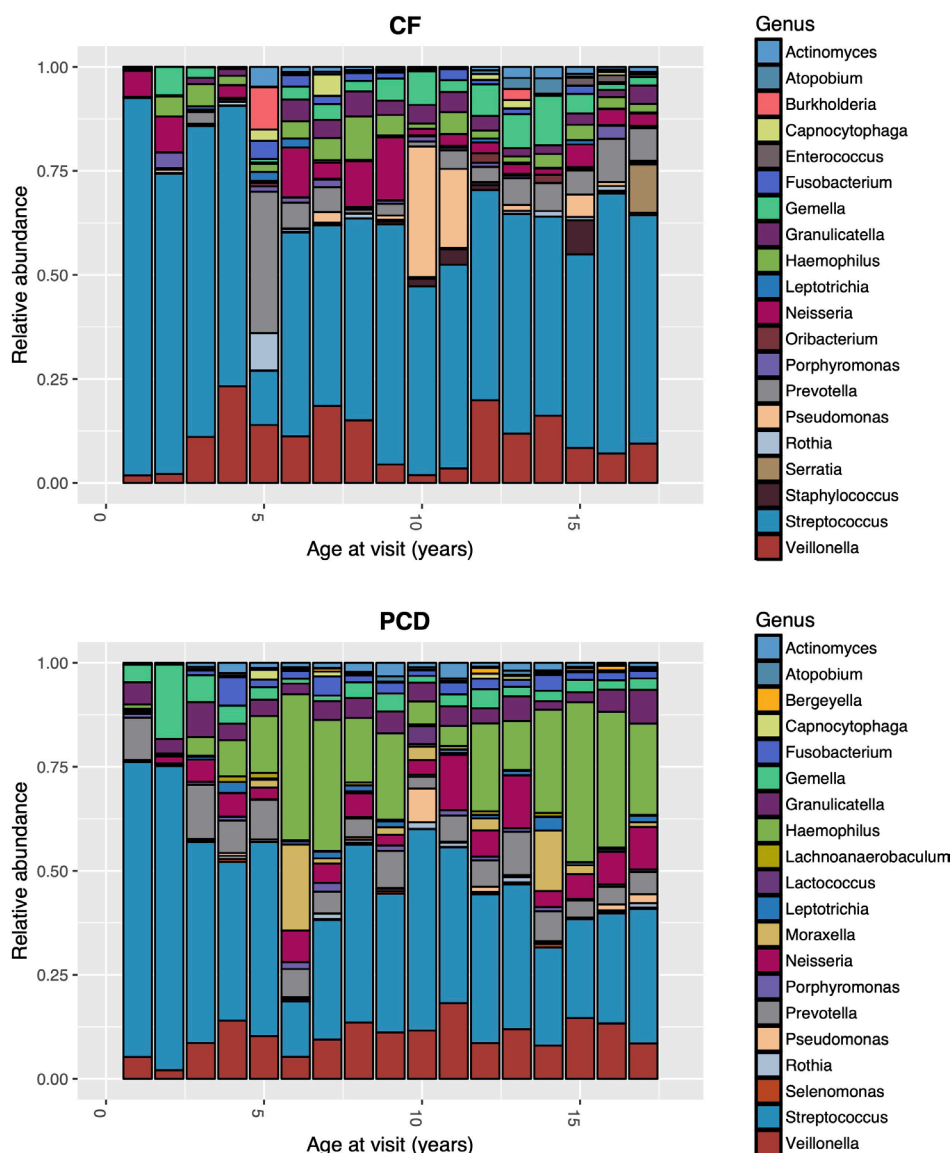 CF
Relative abundance
1.00
0.75
0.50
0.25
0.00
0
5
10
15
Age at visit (years)
Genus
Actinomyces
Atopobium
Burkholderia
Capnocytophaga
Enterococcus
Fusobacterium
Gemella
Granulicatella
Haemophilus
Leptotrichia
Neisseria
Oribacterium
Porphyromonas
Prevotella
Pseudomonas
Rothia
Serratia
Staphylococcus
Streptococcus
Veillonella
PCD
Relative abundance
1.00
0.75
0.50
0.25
0.00
0
5
10
15
Age at visit (years)
Genus
Actinomyces
Atopobium
Bergeyella
Capnocytophaga
Fusobacterium
Gemella
Granulicatella
Haemophilus
Lachnoanaerobaculum
Lactococcus
Leptotrichia
Moraxella
Neisseria
Porphyromonas
Prevotella
Pseudomonas
Rothia
Selenomonas
Streptococcus
Veillonella